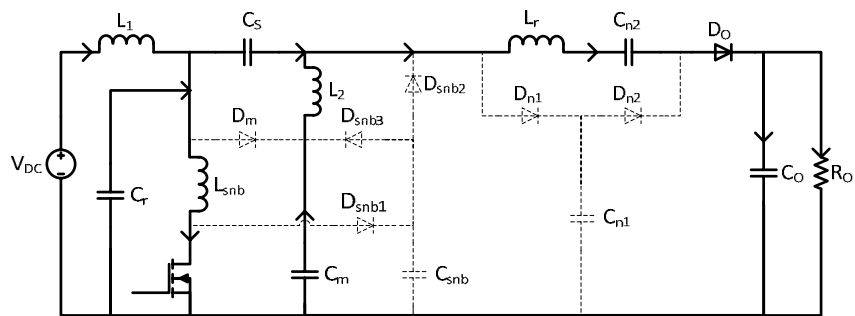 L1
CS
Lr
Cn2
DO
L2
Dsnb2
Dn1
Dn2
Dm
Dsnb3
VDC
Cr
Lsnb
Dsnb1
Cn1
CO
RO
Cm
Csnb